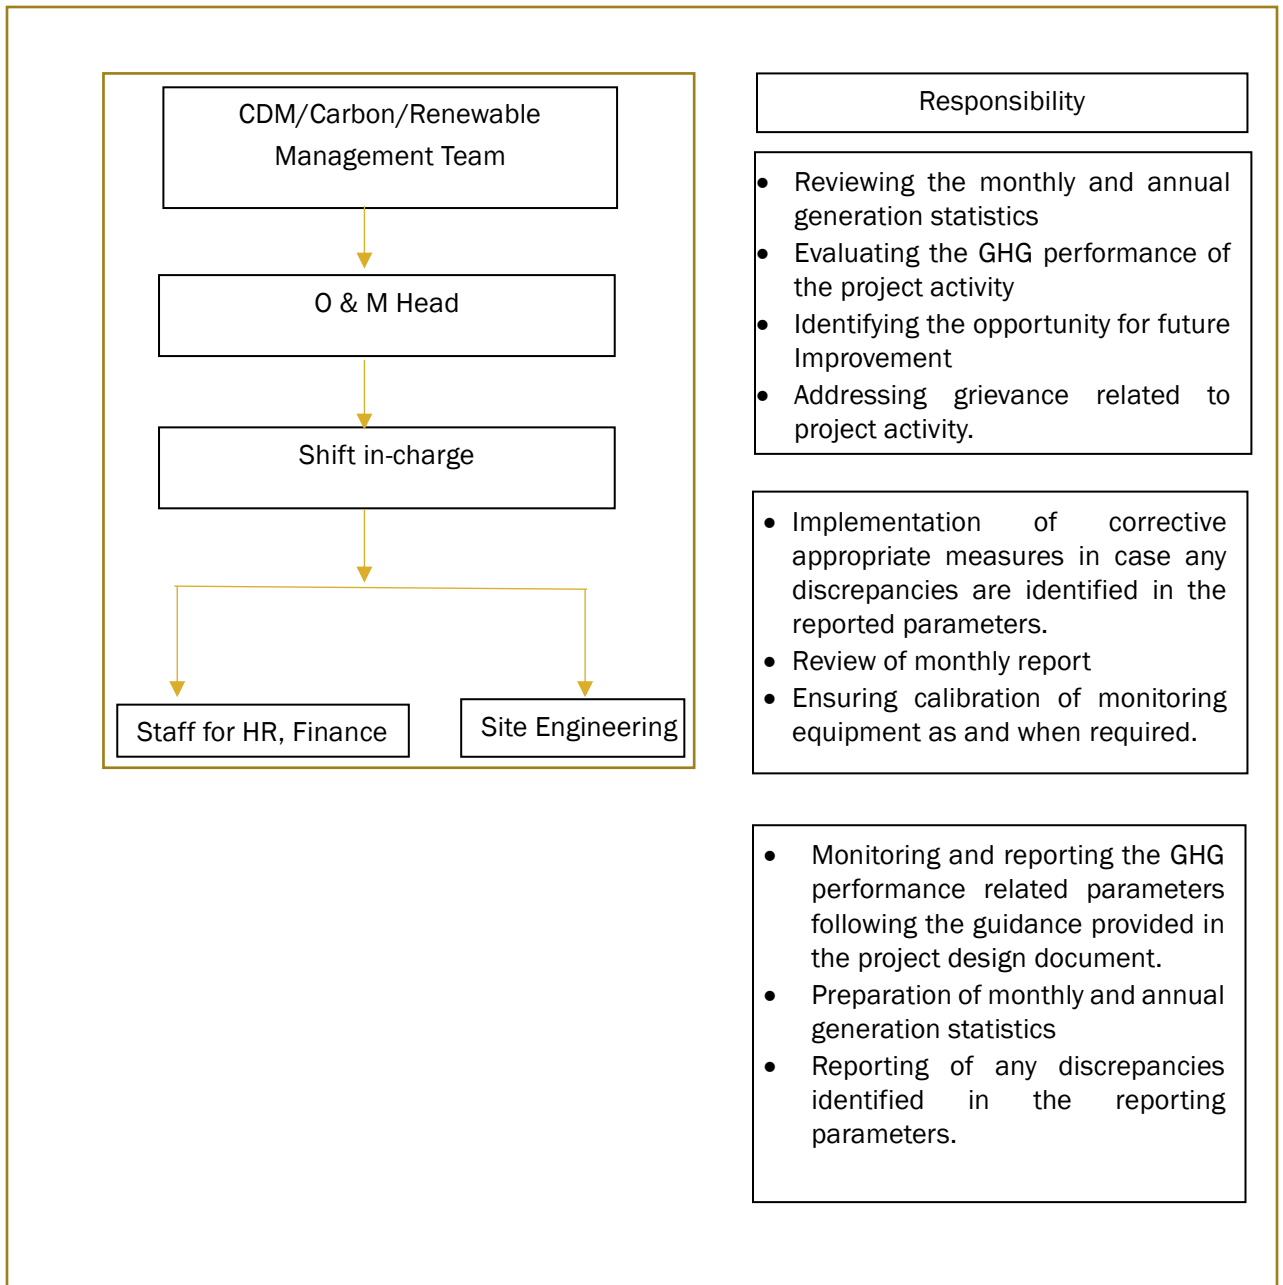 CDM/Carbon/Renewable
Management Team
O & M Head
Shift in-charge
Staff for HR, Finance
Site Engineering
Responsibility
• Reviewing the monthly and annual
generation statistics
• Evaluating the GHG performance of
the project activity
• Identifying the opportunity for future
Improvement
• Addressing grievance related to
project activity.
• Implementation of corrective
appropriate measures in case any
discrepancies are identified in the
reported parameters.
• Review of monthly report
• Ensuring calibration of monitoring
equipment as and when required.
• Monitoring and reporting the GHG
performance related parameters
following the guidance provided in
the project design document.
• Preparation of monthly and annual
generation statistics
• Reporting of any discrepancies
identified in the reporting
parameters.